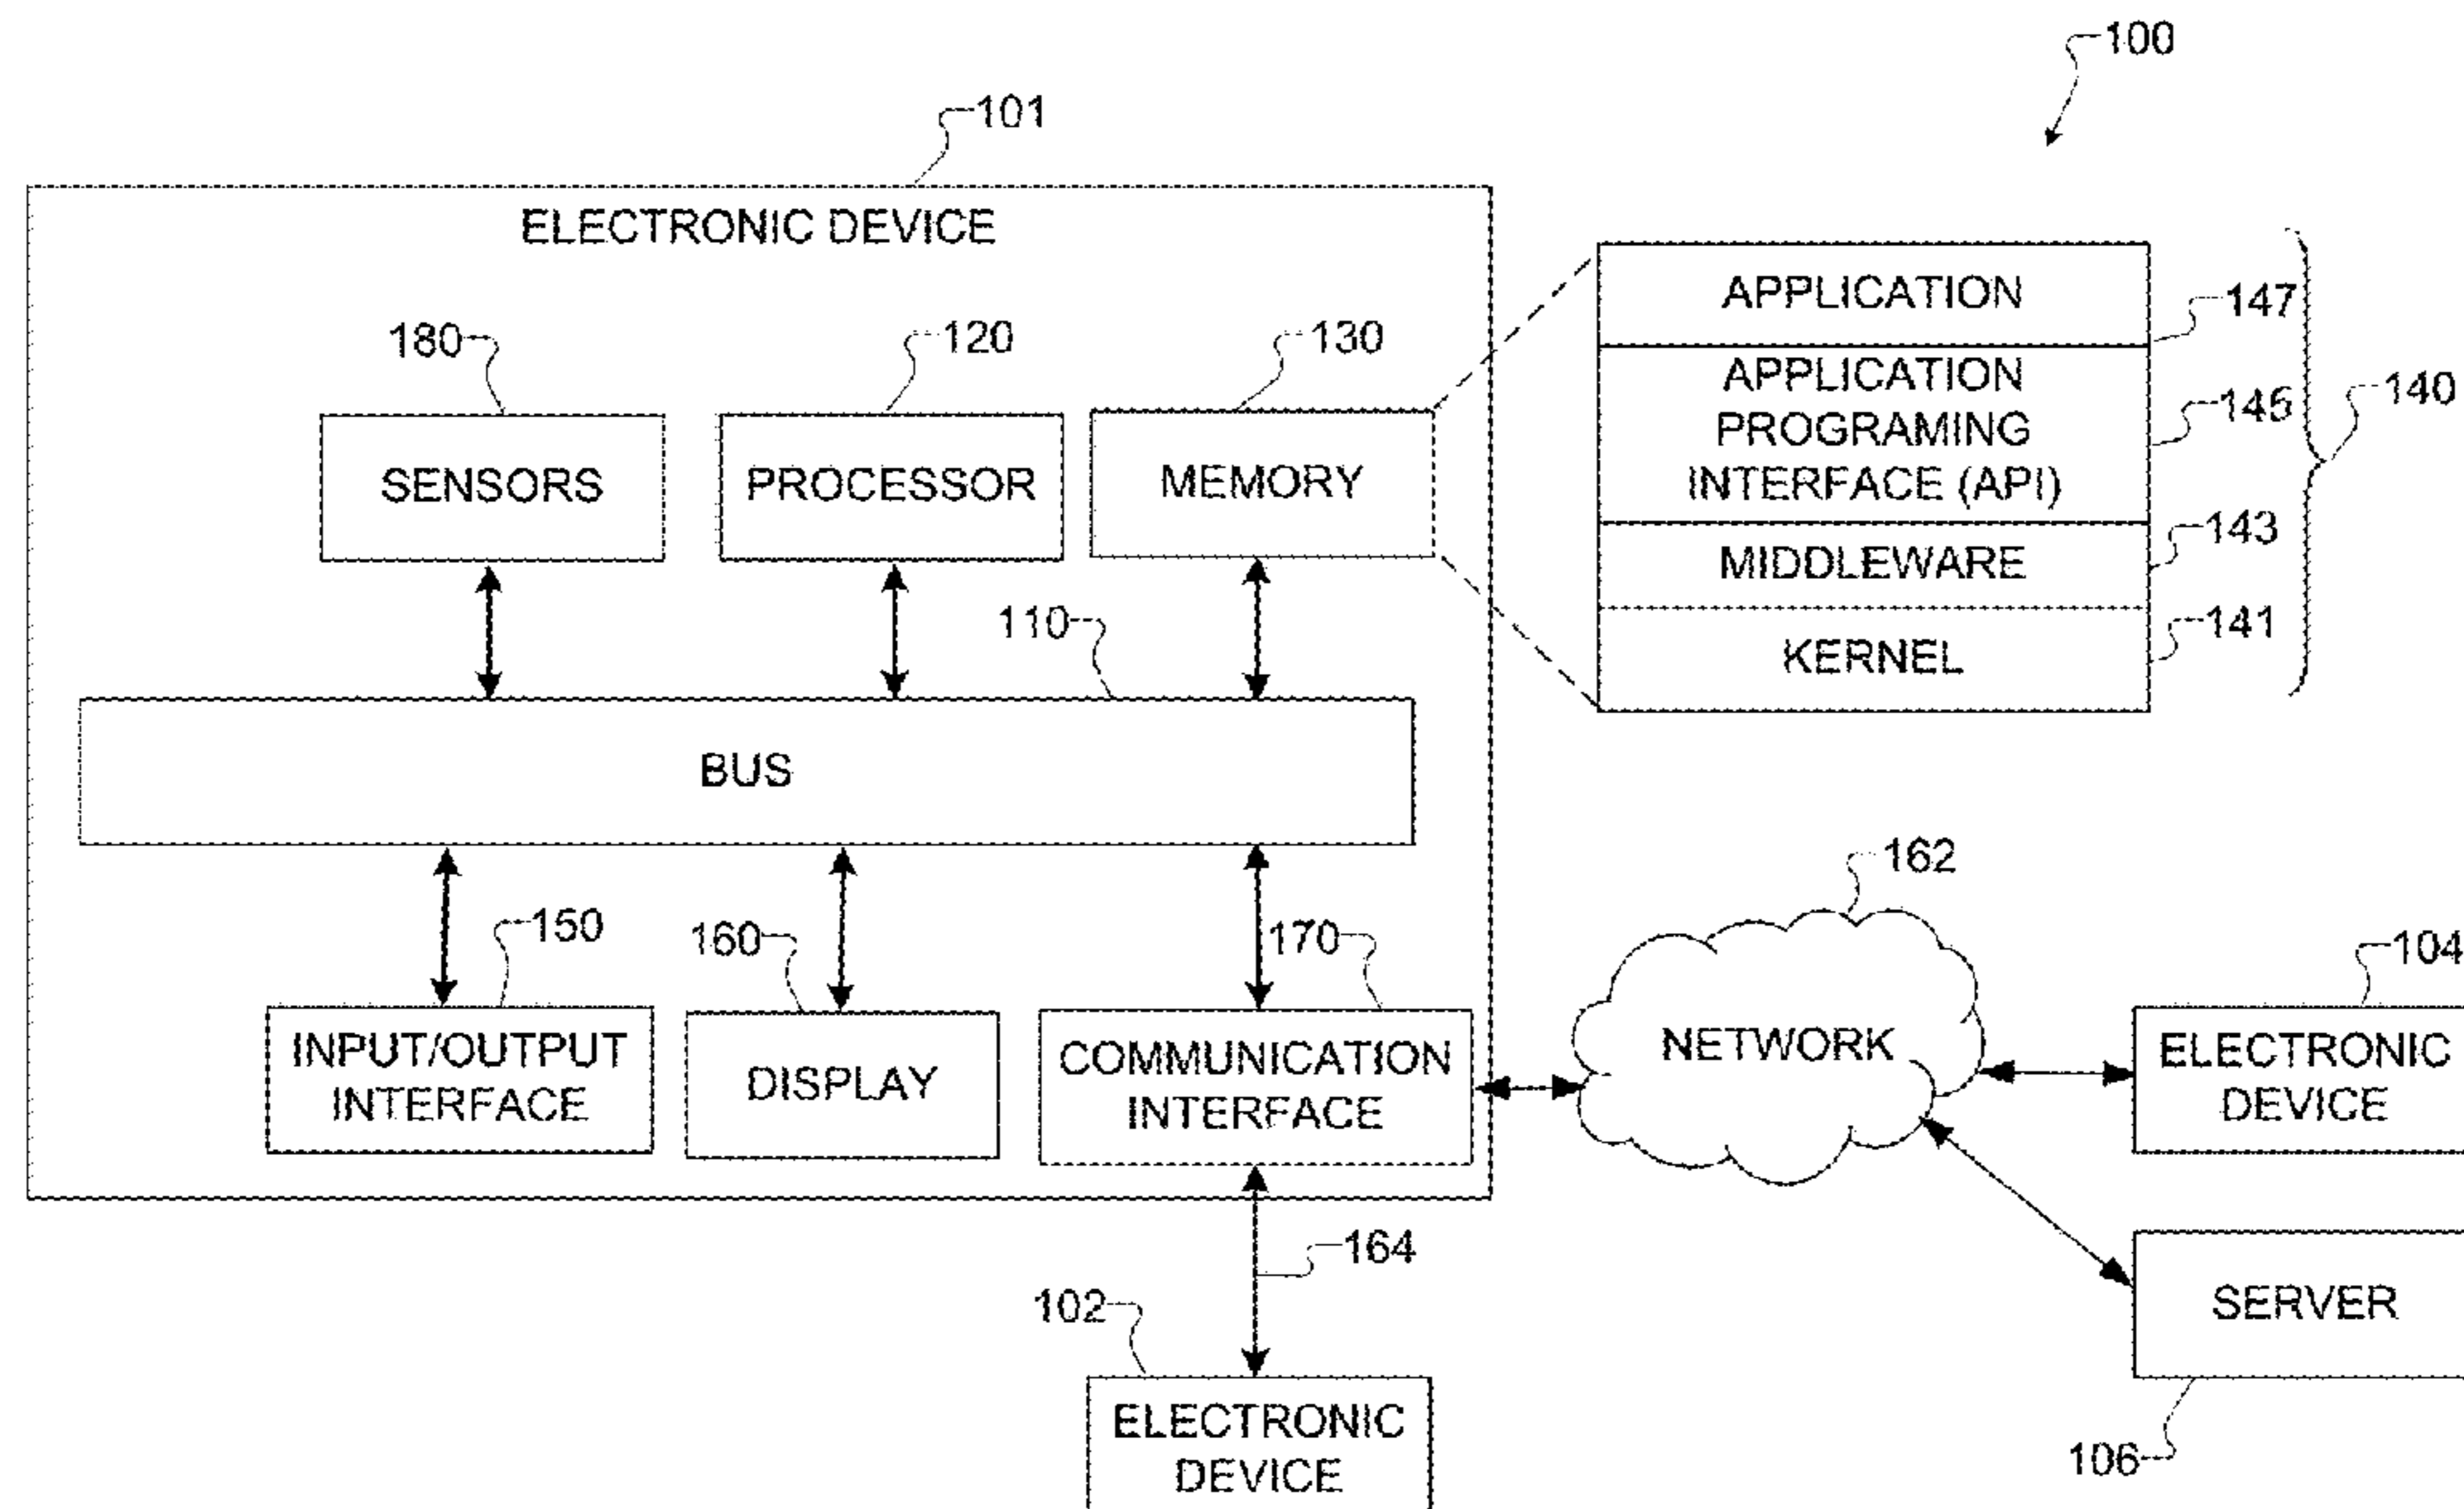 100
101
ELECTRONIC DEVICE
APPLICATION
147
APPLICATION
PROGRAMING
INTERFACE (API)
145
140
MIDDLEWARE
143
KERNEL
141
180
120
130
SENSORS
PROCESSOR
MEMORY
110
BUS
150
160
170
INPUT/OUTPUT
INTERFACE
DISPLAY
COMMUNICATION
INTERFACE
162
NETWORK
104
ELECTRONIC
DEVICE
164
102
ELECTRONIC
DEVICE
SERVER
106